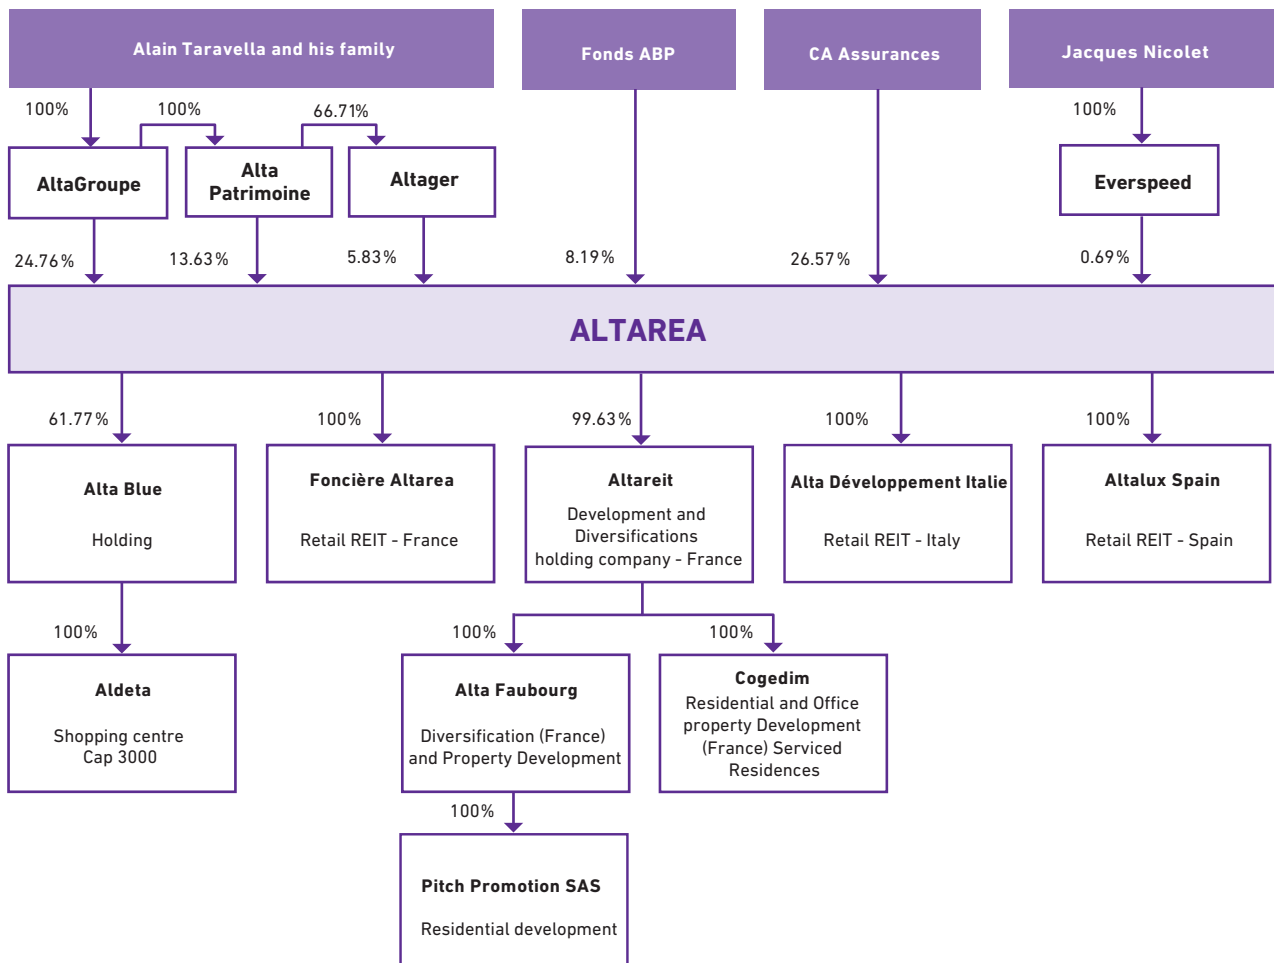 Alain Taravella and his family
Fonds ABP
CA Assurances
Jacques Nicolet
100%
100%
66.71%
100%
AltaGroupe
Alta
Patrimoine
Altager
Everspeed
24.76%
13.63%
5.83%
8.19%
26.57%
0.69%
ALTAREA
61.77%
100%
99.63%
100%
100%
Alta Blue
Holding
Foncière Altarea
Retail REIT - France
Altareit
Development and
Diversifications
holding company - France
Alta Développement Italie
Retail REIT - Italy
Altalux Spain
Retail REIT - Spain
100%
100%
100%
Aldeta
Shopping centre
Cap 3000
Alta Faubourg
Diversification (France)
and Property Development
Cogedim
Residential and Office
property Development
(France) Serviced
Residences
100%
Pitch Promotion SAS
Residential development